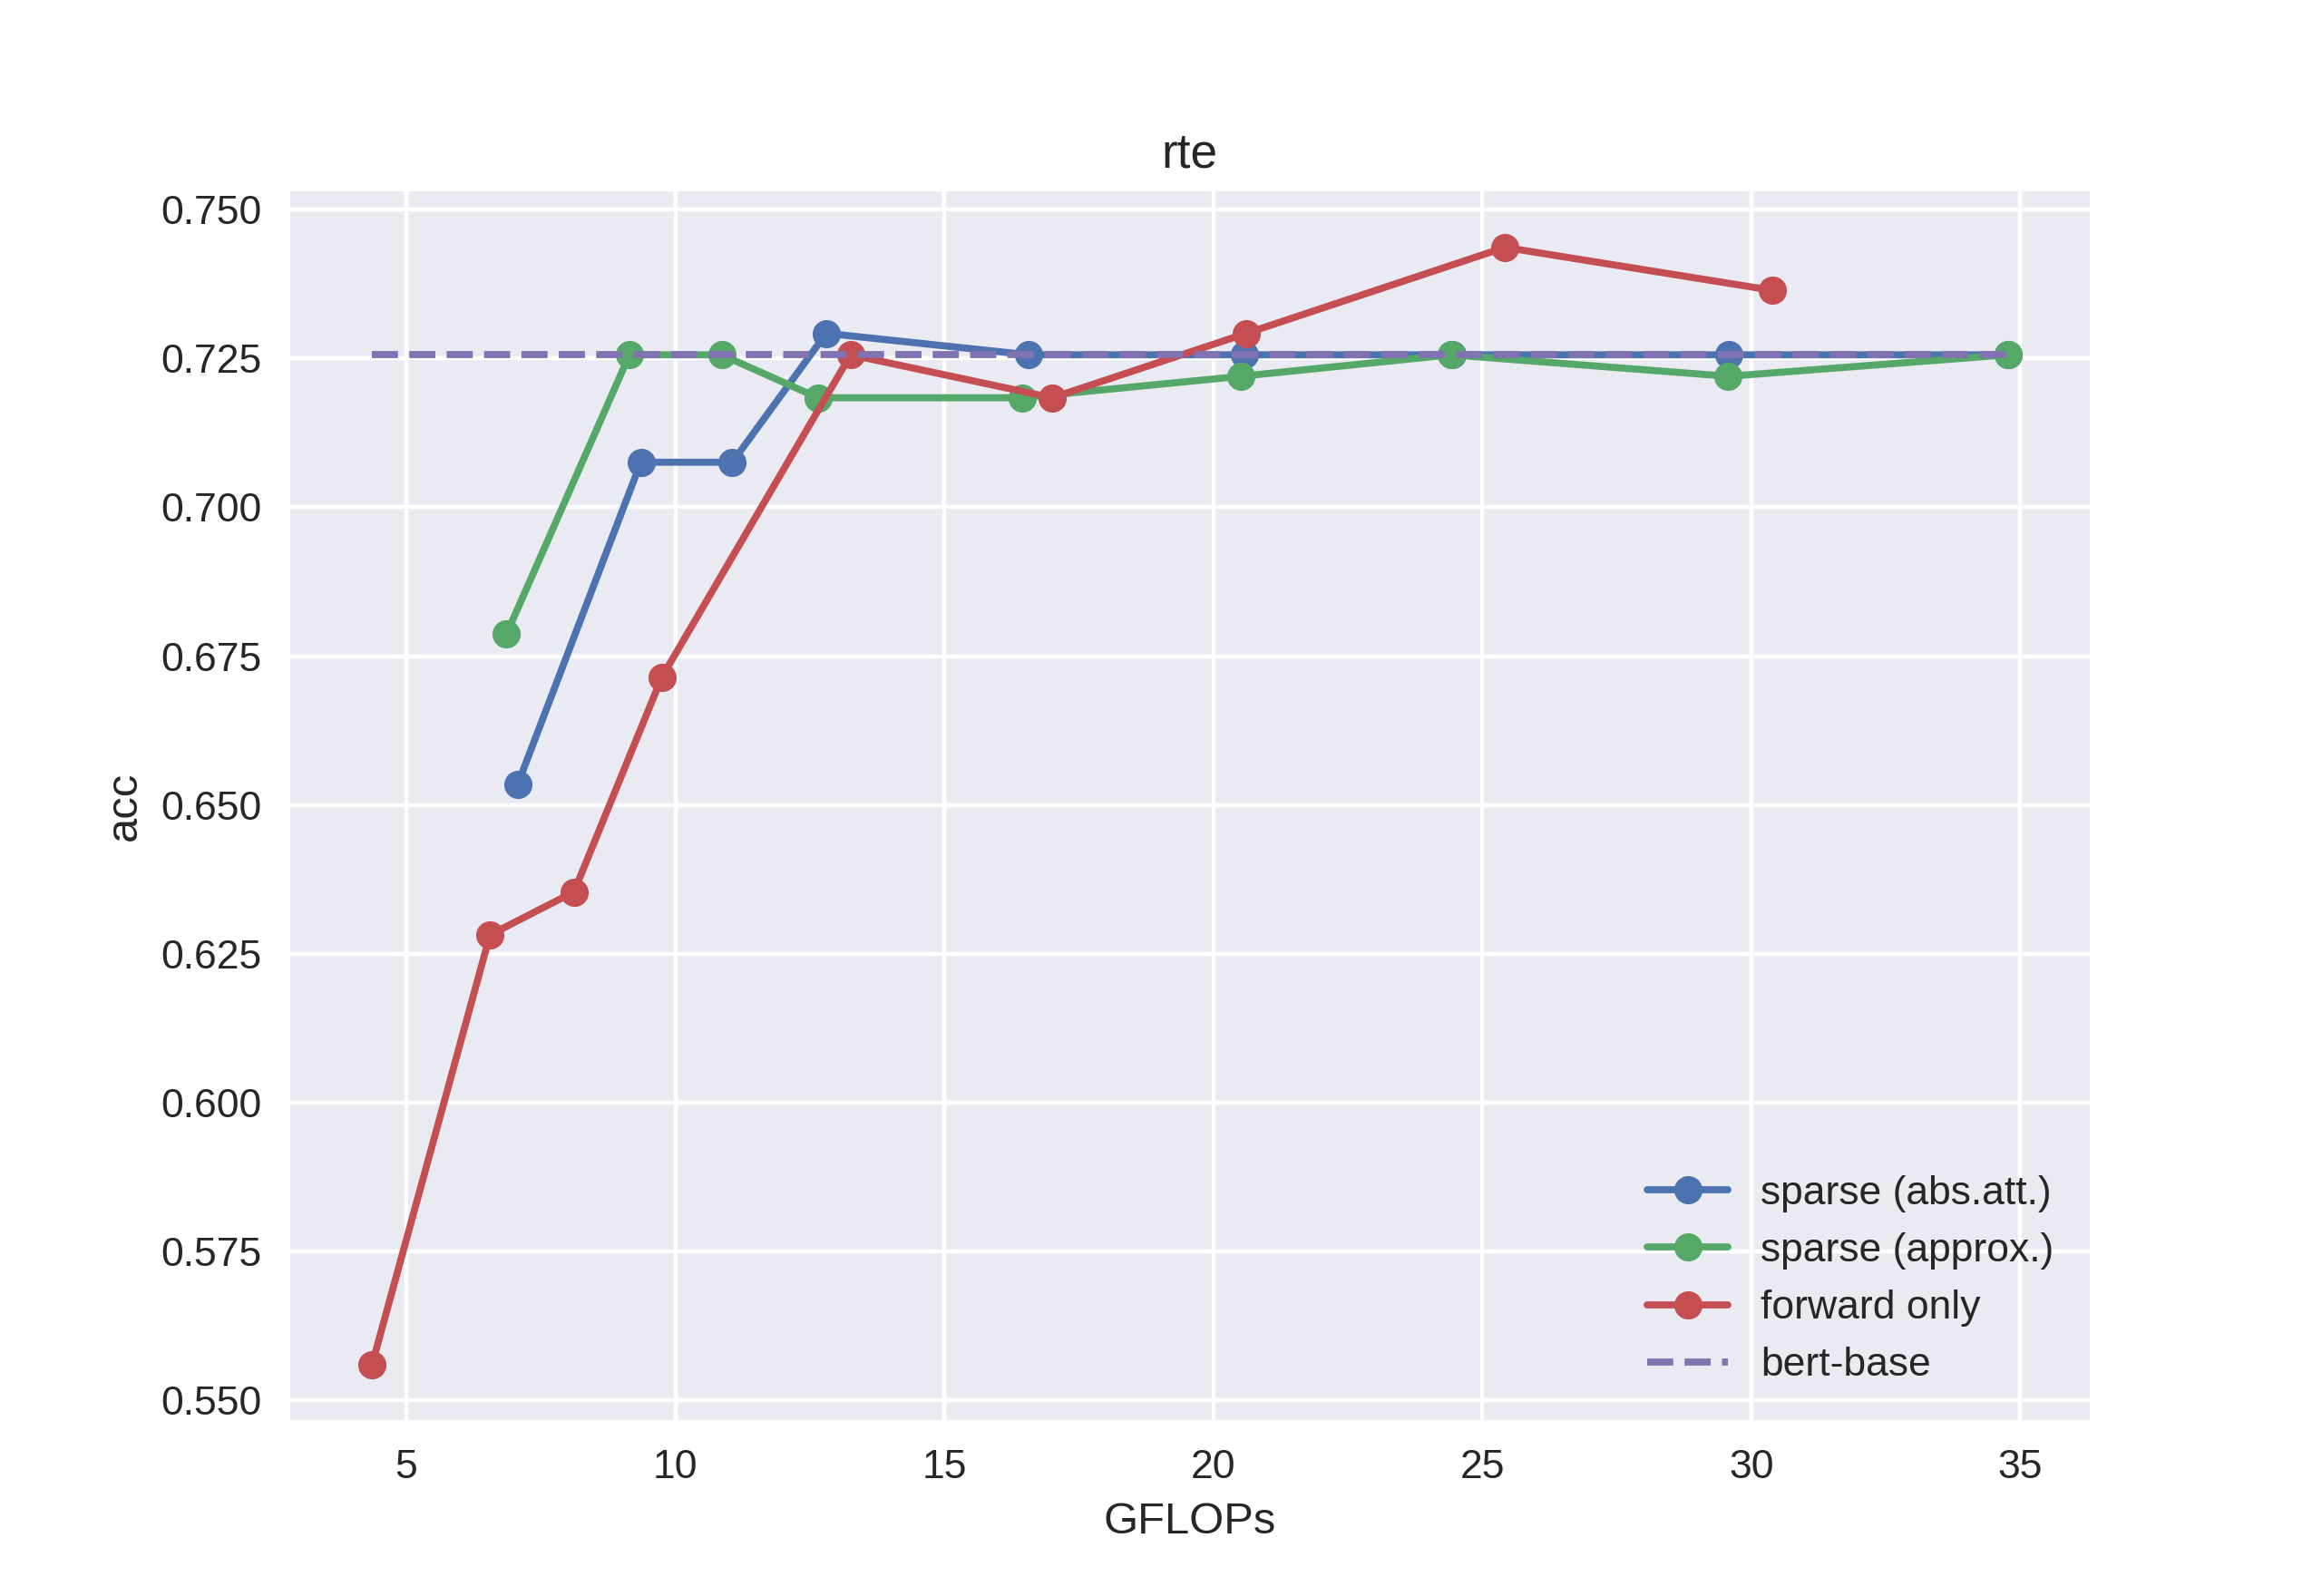 rte
0.750
0.725
0.700
0.675
0.650
0.625
0.600
0.575
0.550
acc
sparse (abs.att.)
sparse (approx.)
forward only
bert-base
5 10 15 20 25 30 35
GFLOPs